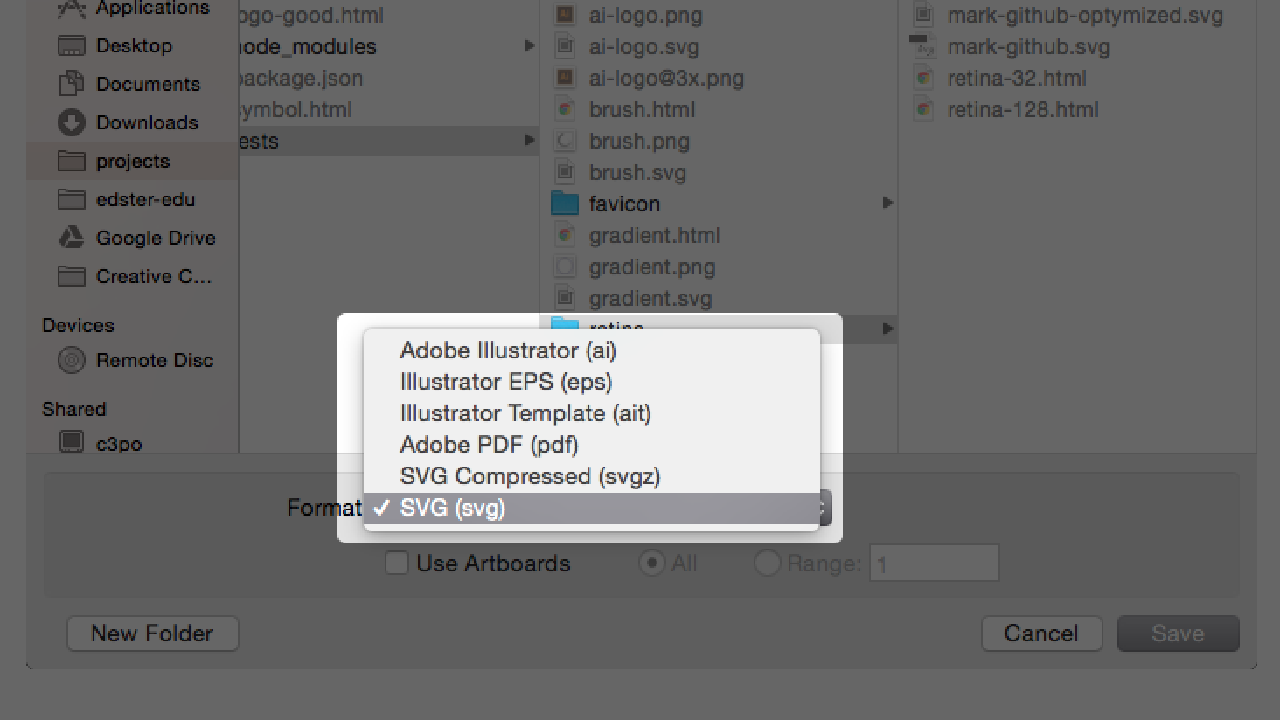 Applications
Desktop
Documents
Downloads
projects
edster-edu
Google Drive
Creative C...
Devices
Remote Disc
Shared
c3po
ogo-good.html
node_modules
package.json
symbol.html
ests
ai-logo.png
ai-logo.svg
ai-logo@3x.png
brush.html
brush.png
brush.svg
favicon
gradient.html
gradient.png
gradient.svg
retina
mark-github-optymized.svg
mark-github.svg
retina-32.html
retina-128.html
Adobe Illustrator (ai)
Illustrator EPS (eps)
Illustrator Template (ait)
Adobe PDF (pdf)
SVG Compressed (svgz)
Format ✓ SVG (svg)
Use Artboards All Range: 1
New Folder Cancel Save